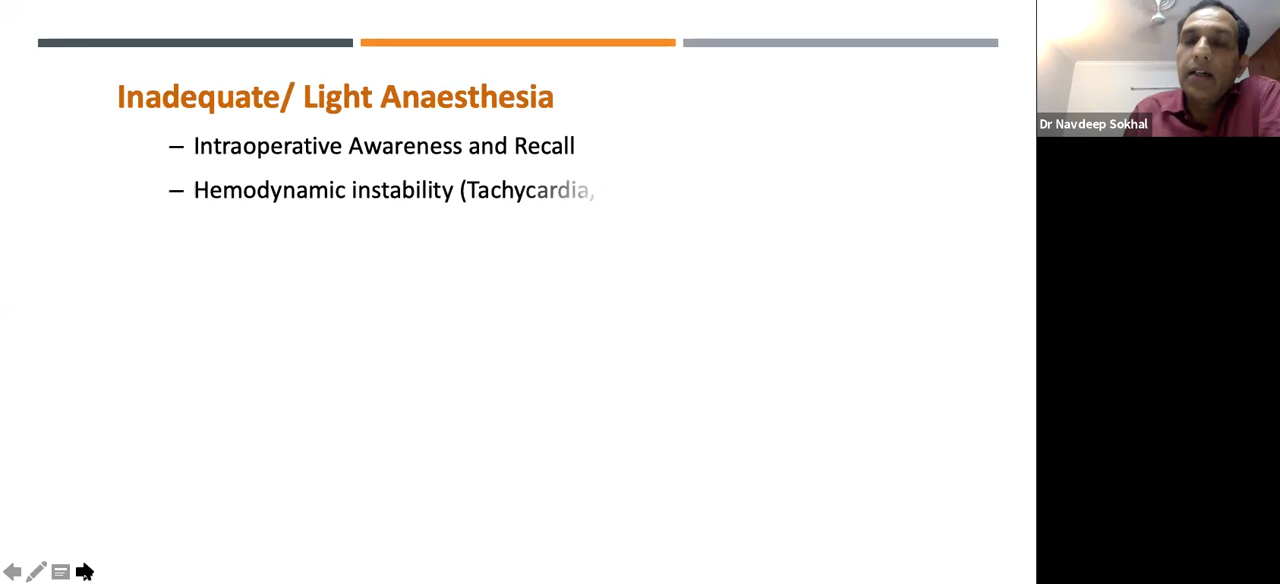 Inadequate/ Light Anaesthesia
– Intraoperative Awareness and Recall
– Hemodynamic instability (Tachycardia,
Dr Navdeep Sokhal